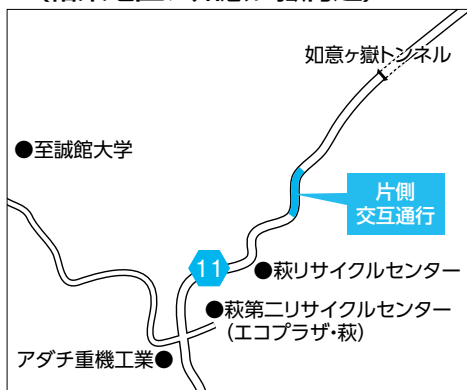 如意ヶ嶽トンネル
●至誠館大学
片側
交互通行
11
●萩リサイクルセンター
●萩第二リサイクルセンター
(エコプラザ・萩)
アダチ重機工業●